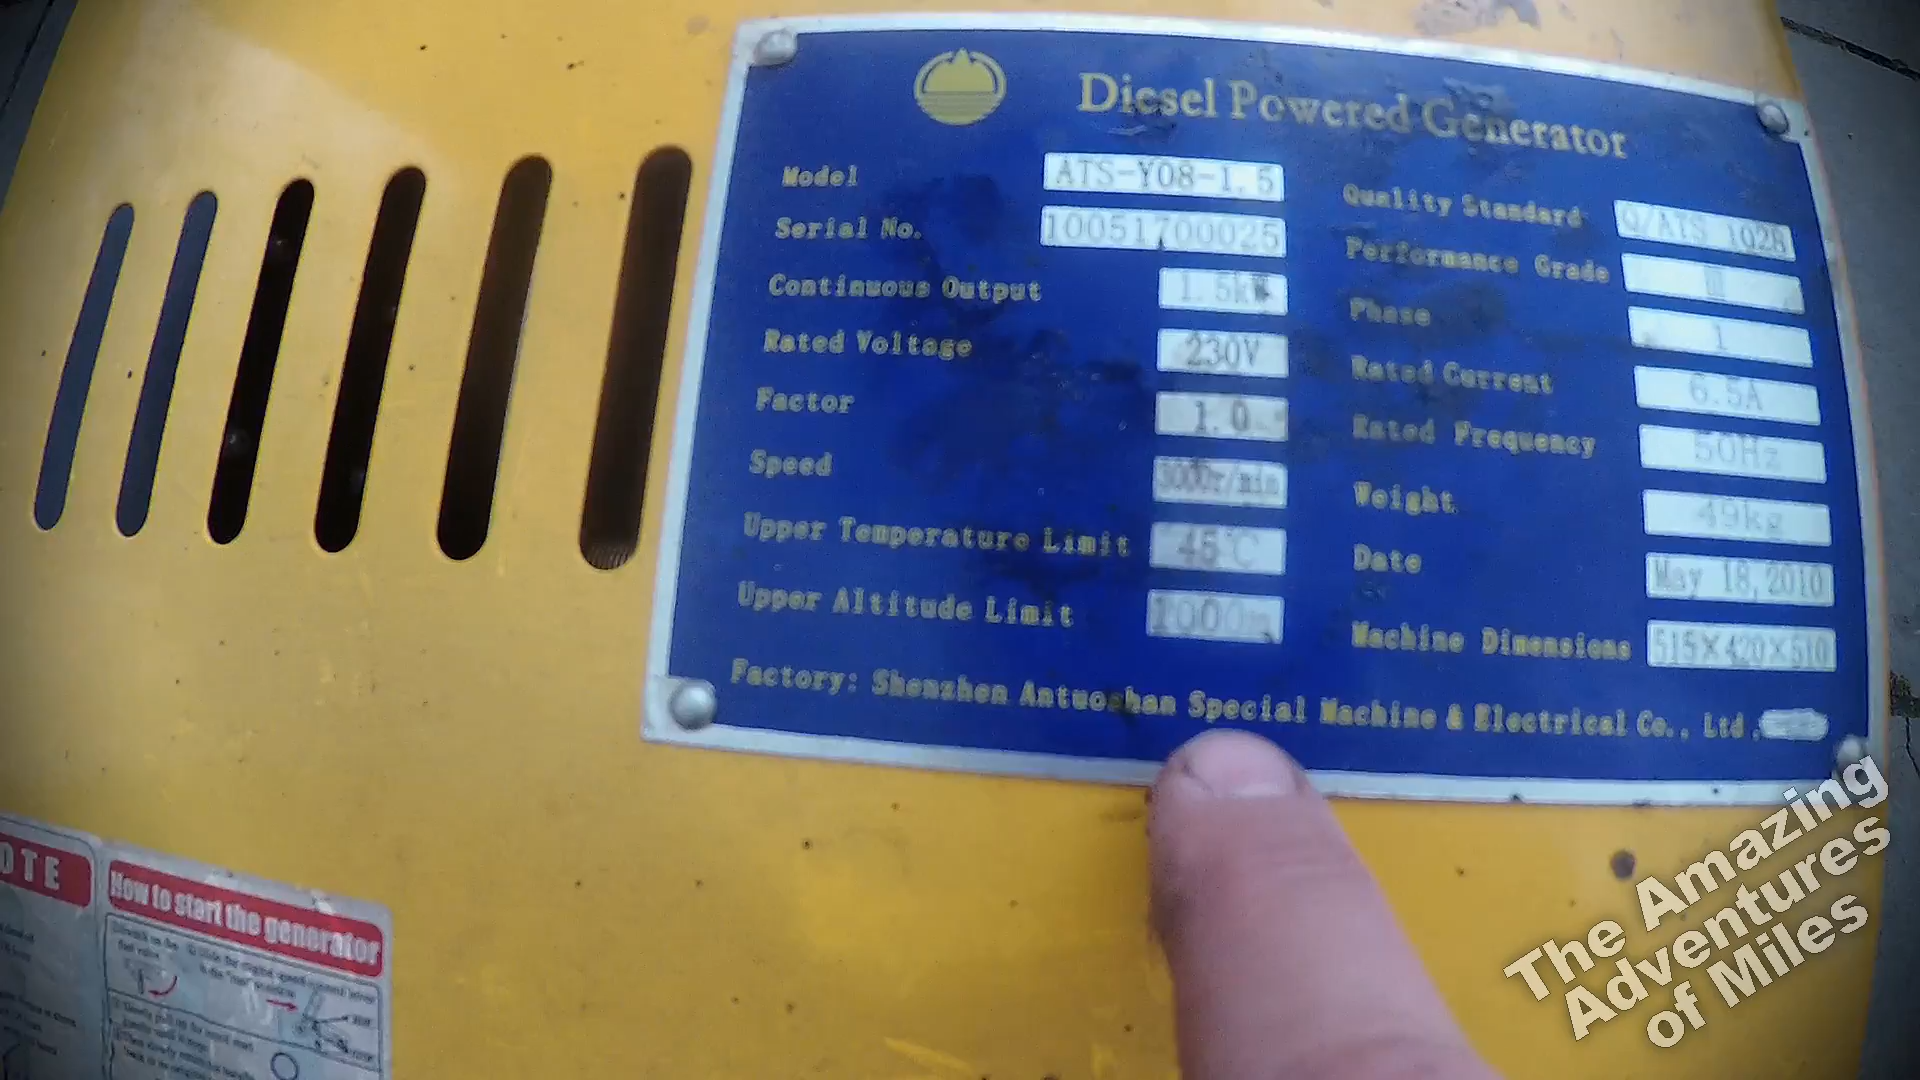 Diesel Powered Generator
Model ATS-Y08-1.5
Serial No. 10051700025
Continuous Output 1.5kW
Rated Voltage 230V
Factor 1.0
Speed 3000r/min
Upper Temperature Limit 45℃
Upper Altitude Limit 1000m
Quality Standard Q/ATS 1028
Performance Grade III
Phase 1
Rated Current 6.5A
Rated Frequency 50Hz
Weight 49kg
Date May 18,2010
Machine Dimensions 515×420×510
Factory: Shenzhen Antuoshan Special Machine & Electrical Co., Ltd.
OTE
How to start the generator
The Amazing
Adventures
of Miles